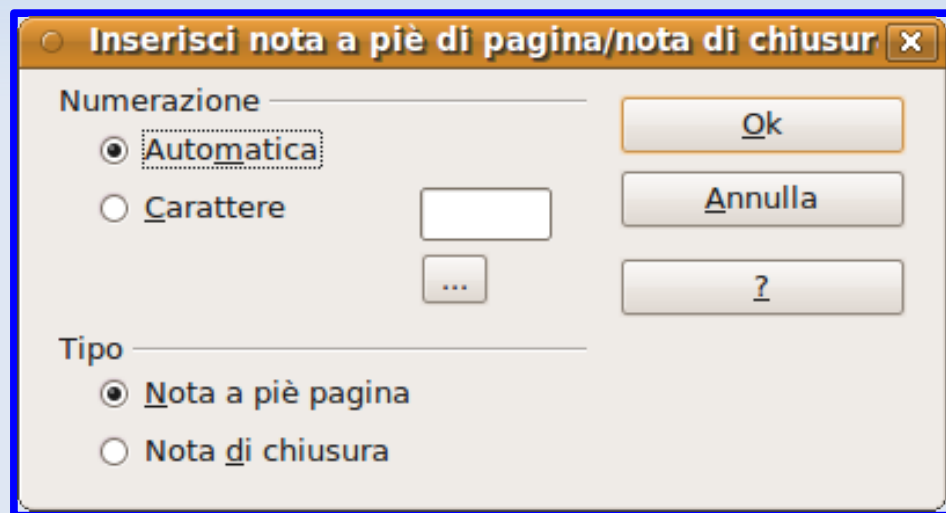 Inserisci nota a piè di pagina/nota di chiusur
Numerazione
Automatica
Carattere
...
Ok
Annulla
?
Tipo
Nota a piè pagina
Nota di chiusura